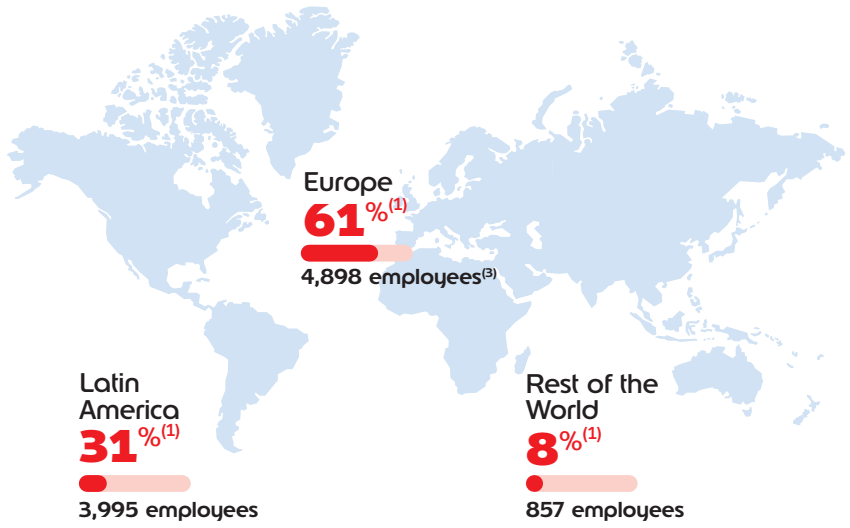 Europe
61%(1)
4,898 employees(3)
Latin
America
31%(1)
3,995 employees
Rest of the
World
8%(1)
857 employees